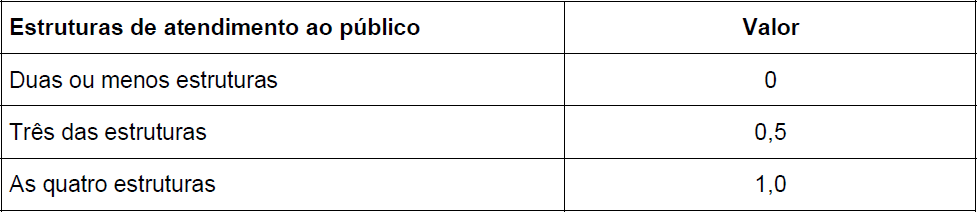 Estruturas de atendimento ao público Valor
Duas ou menos estruturas 0
Três das estruturas 0,5
As quatro estruturas 1,0